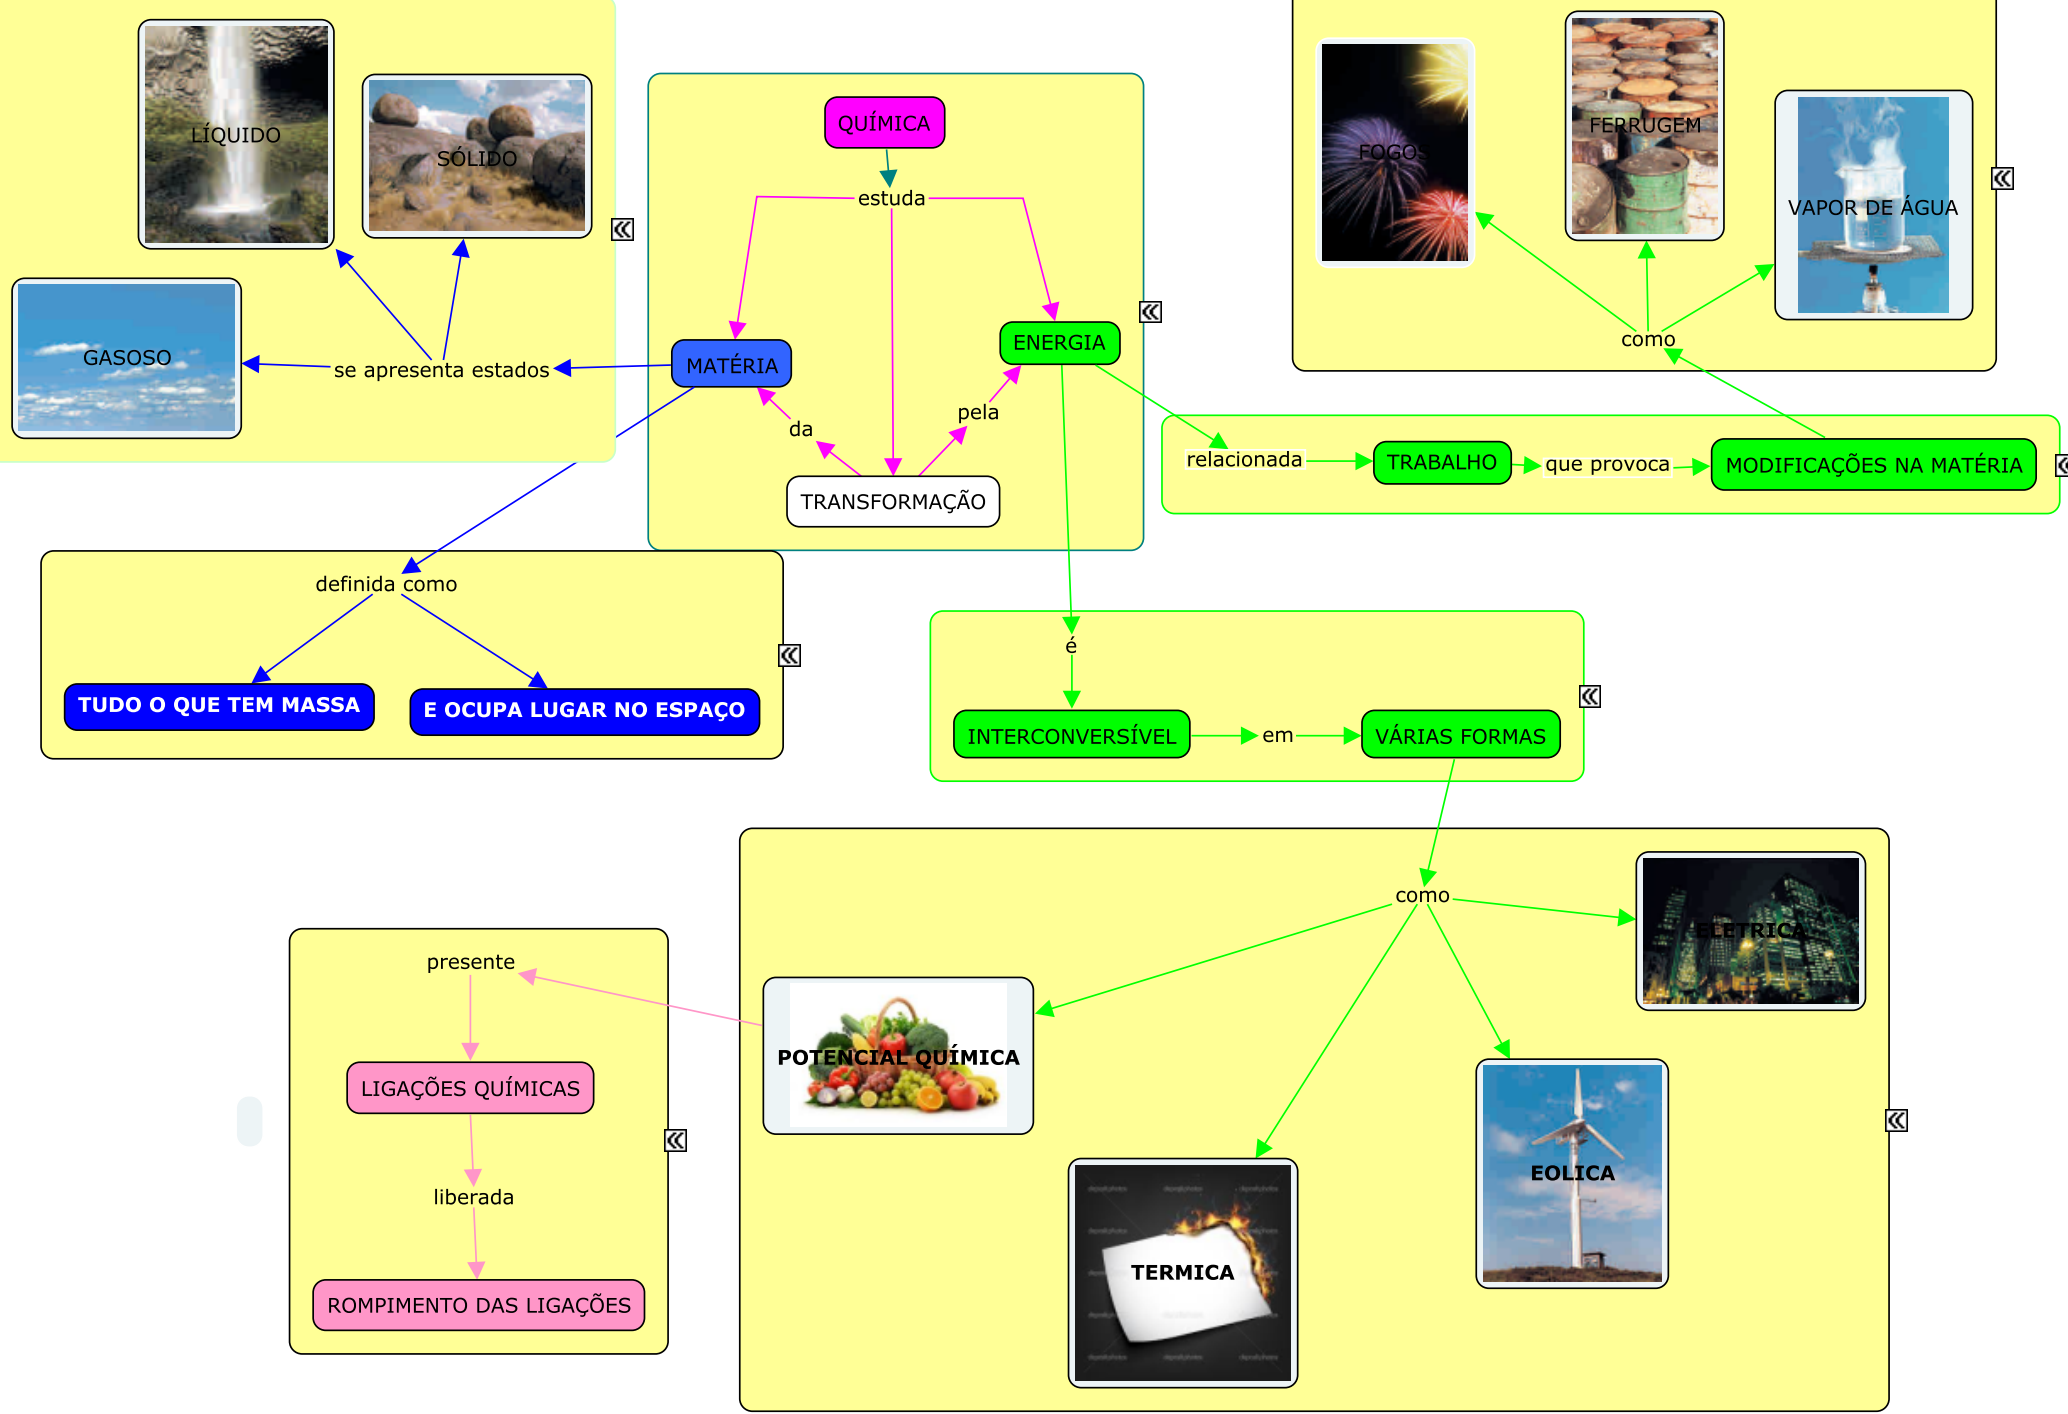 LÍQUIDO
SÓLIDO
GASOSO
se apresenta estados
QUÍMICA
estuda
MATÉRIA
ENERGIA
da
pela
TRANSFORMAÇÃO
FOGO
FERRUGEM
VAPOR DE ÁGUA
como
relacionada
TRABALHO
que provoca
MODIFICAÇÕES NA MATÉRIA
definida como
TUDO O QUE TEM MASSA
E OCUPA LUGAR NO ESPAÇO
é
INTERCONVERSÍVEL
em
VÁRIAS FORMAS
como
ELETRICA
POTENCIAL QUÍMICA
EOLICA
TERMICA
presente
LIGAÇÕES QUÍMICAS
liberada
ROMPIMENTO DAS LIGAÇÕES